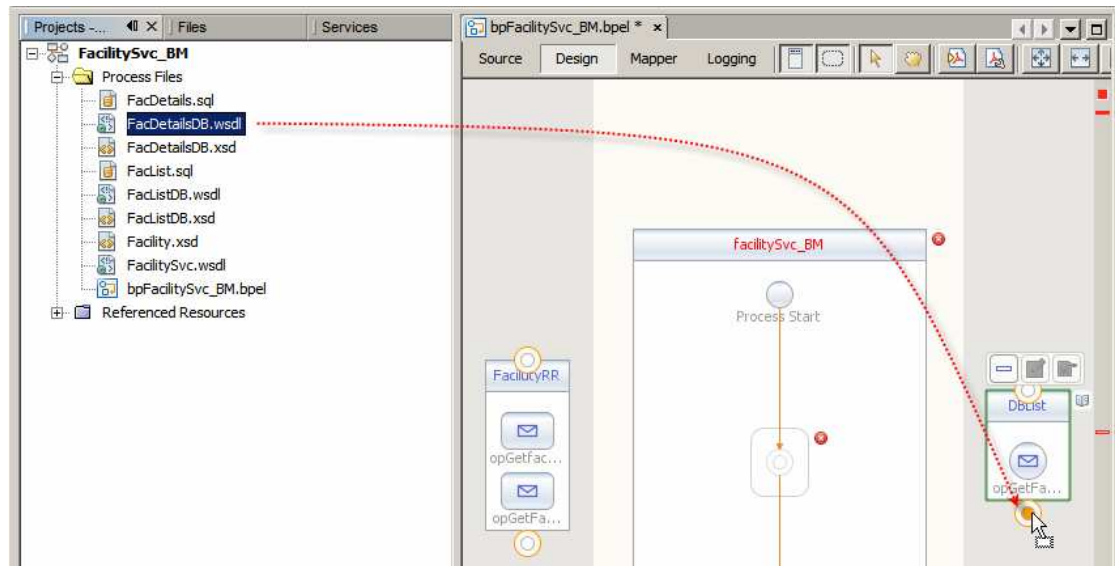 Projects -... Files Services
FacilitySvc_BM
Process Files
FacDetails.sql
FacDetailsDB.wsdl
FacDetailsDB.xsd
FacList.sql
FacListDB.wsdl
FacListDB.xsd
Facility.xsd
FacilitySvc.wsdl
bpFacilitySvc_BM.bpel
Referenced Resources
bpFacilitySvc_BM.bpel * x
Source Design Mapper Logging
facilitySvc_BM
Process Start
FacilutyRR
opGetfac...
opGetFa...
DBList
opGetFa...